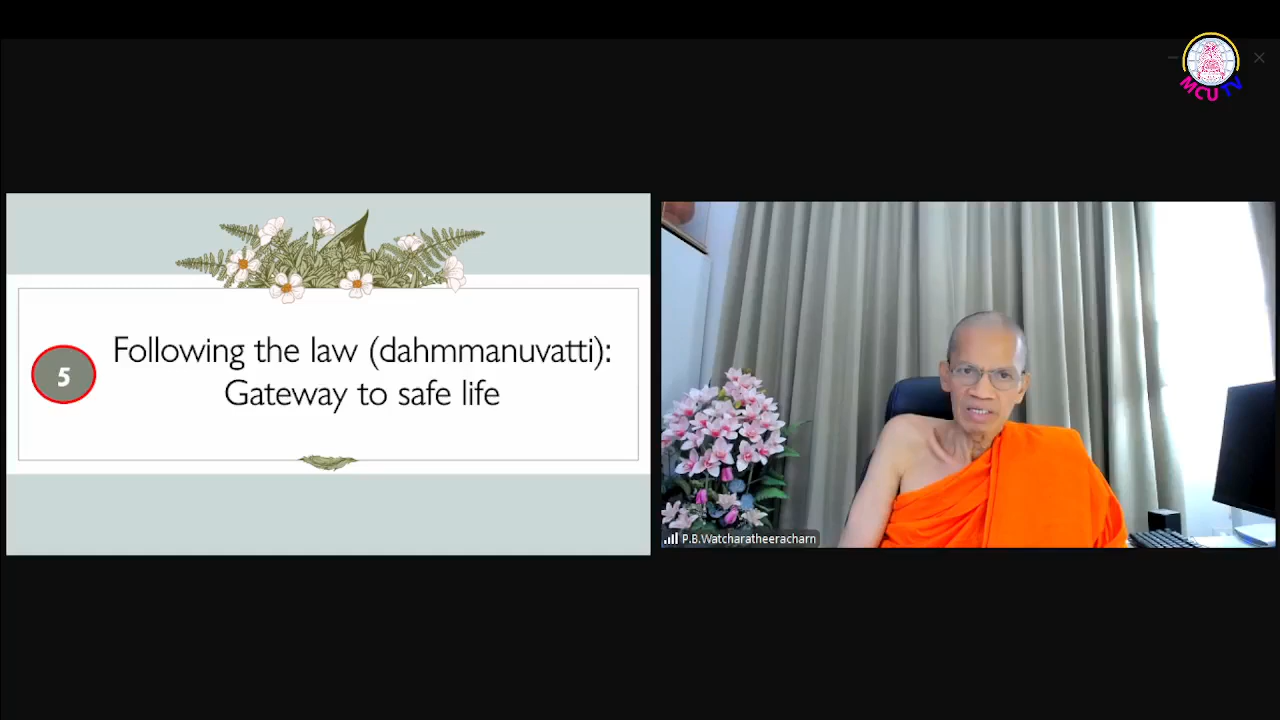 MCU TV
5
Following the law (dahmmanuvatti):
Gateway to safe life
P.B.Watcharatheeracharn